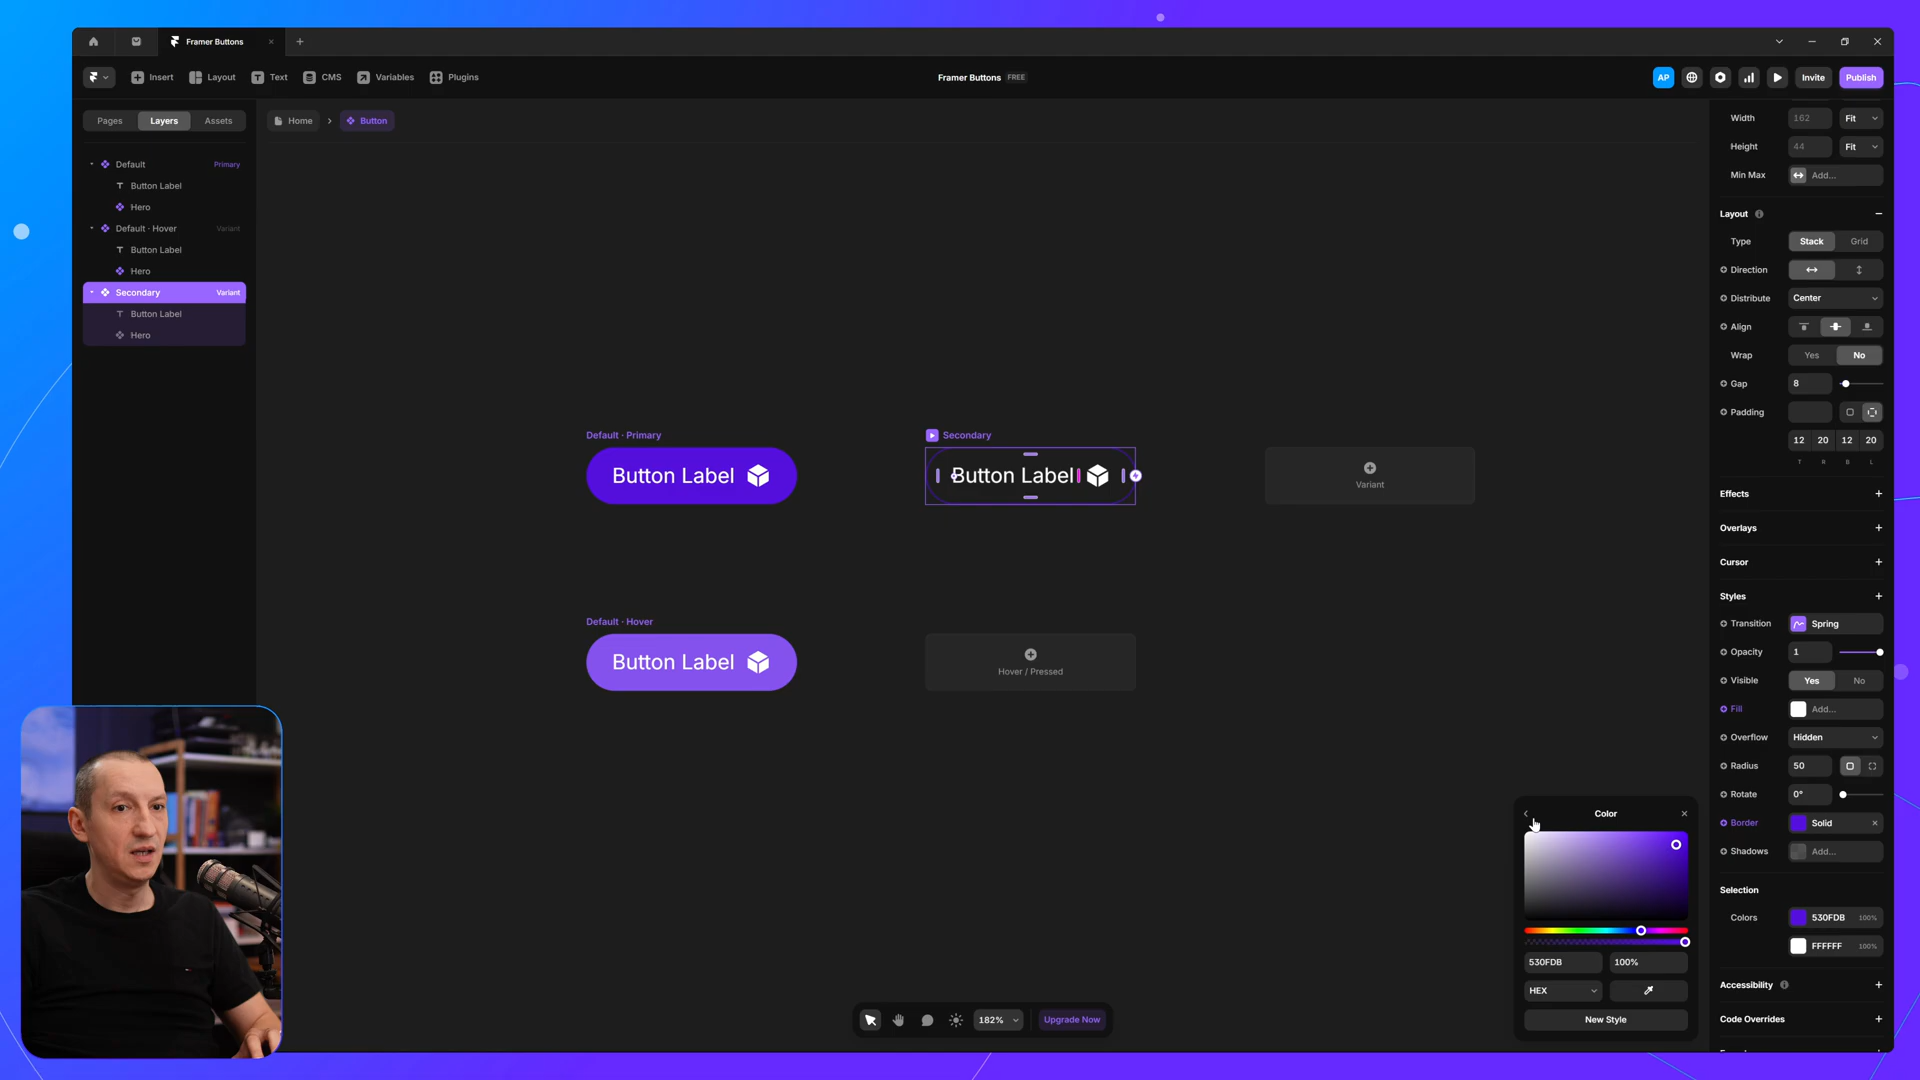 Framer Buttons
Insert
Layout
Text
CMS
Variables
Plugins
Framer Buttons FREE
AP
Invite
Publish
Pages
Layers
Assets
Home
Button
Default
Primary
Button Label
Hero
Default · Hover
Variant
Button Label
Hero
Secondary
Variant
Button Label
Hero
Default · Primary
Button Label
Secondary
Button Label
Variant
Default · Hover
Button Label
Hover / Pressed
182%
Upgrade Now
Width 162 Fit
Height 44 Fit
Min Max Add...
Layout
Type Stack Grid
Direction
Distribute Center
Align
Wrap Yes No
Gap 8
Padding
12 20 12 20
T R B L
Effects
Overlays
Cursor
Styles
Transition Spring
Opacity 1
Visible Yes No
Fill Add...
Overflow Hidden
Radius 50
Rotate 0°
Border Solid
Shadows Add...
Selection
Colors 530FDB 100%
FFFFFF 100%
Accessibility
Code Overrides
Color
530FDB 100%
HEX
New Style